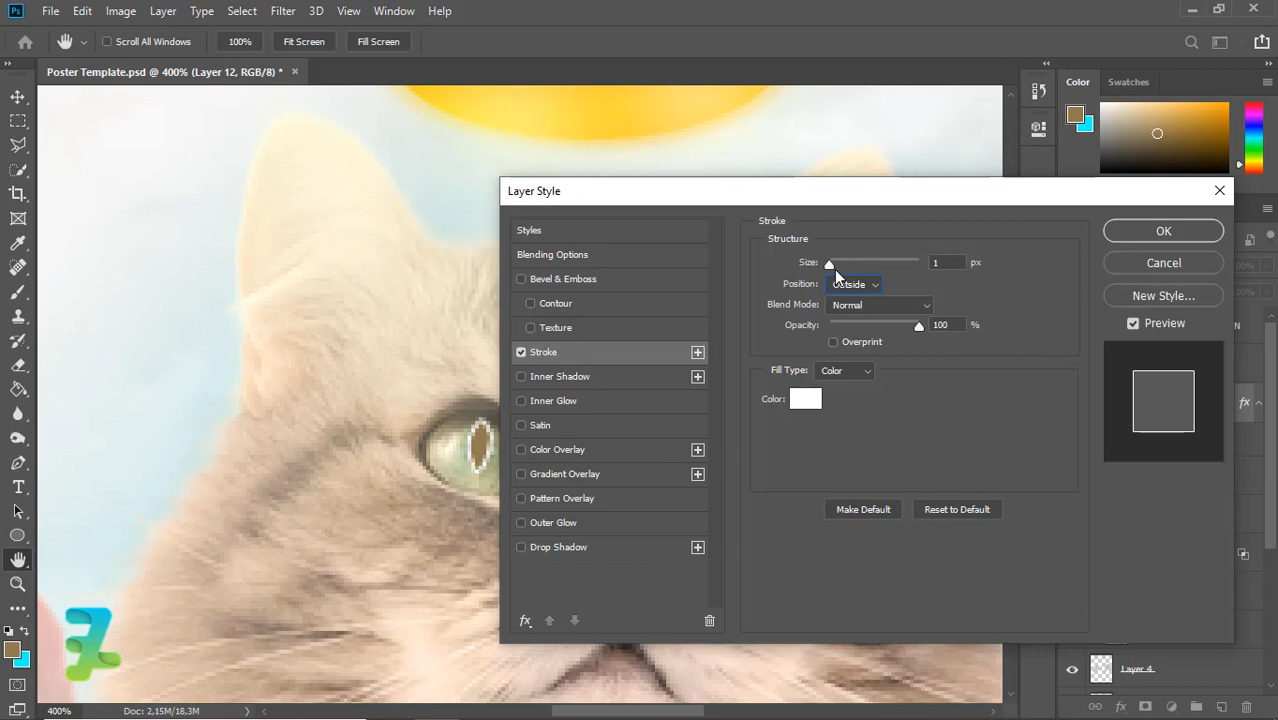 Ps File Edit Image Layer Type Select Filter 3D View Window Help
Scroll All Windows 100% Fit Screen Fill Screen
Poster Template.psd @ 400% (Layer 12, RGB/8) * ×
Color Swatches
Layer Style
Styles
Blending Options
Bevel & Emboss
Contour
Texture
Stroke
Inner Shadow
Inner Glow
Satin
Color Overlay
Gradient Overlay
Pattern Overlay
Outer Glow
Drop Shadow
fx
Stroke
Structure
Size: 1 px
Position: Outside
Blend Mode: Normal
Opacity: 100 %
Overprint
Fill Type: Color
Color:
Make Default Reset to Default
OK
Cancel
New Style...
Preview
fx
Layer 4
fx
400% Doc: 2,15M/18,3M